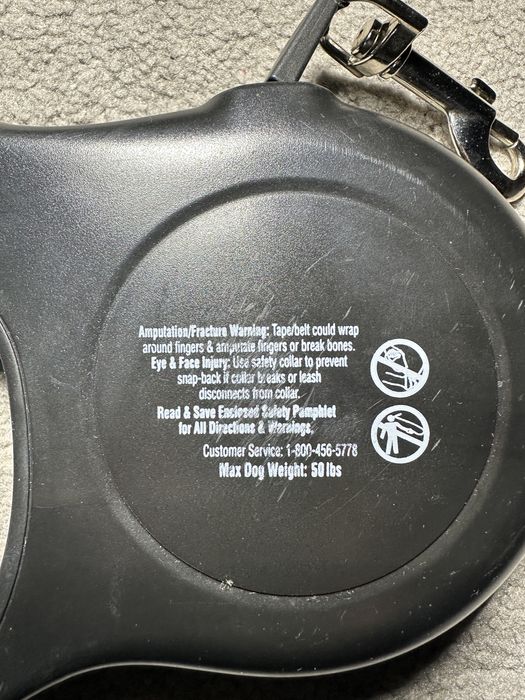 Amputation/Fracture Warning: Tape/belt could wrap
around fingers & amputate fingers or break bones.
Eye & Face Injury: Use safety collar to prevent
snap-back if collar breaks or leash
disconnects from collar.
Read & Save Enclosed Safety Pamphlet
for All Directions & Warnings.
Customer Service: 1-800-456-5778
Max Dog Weight: 50 lbs